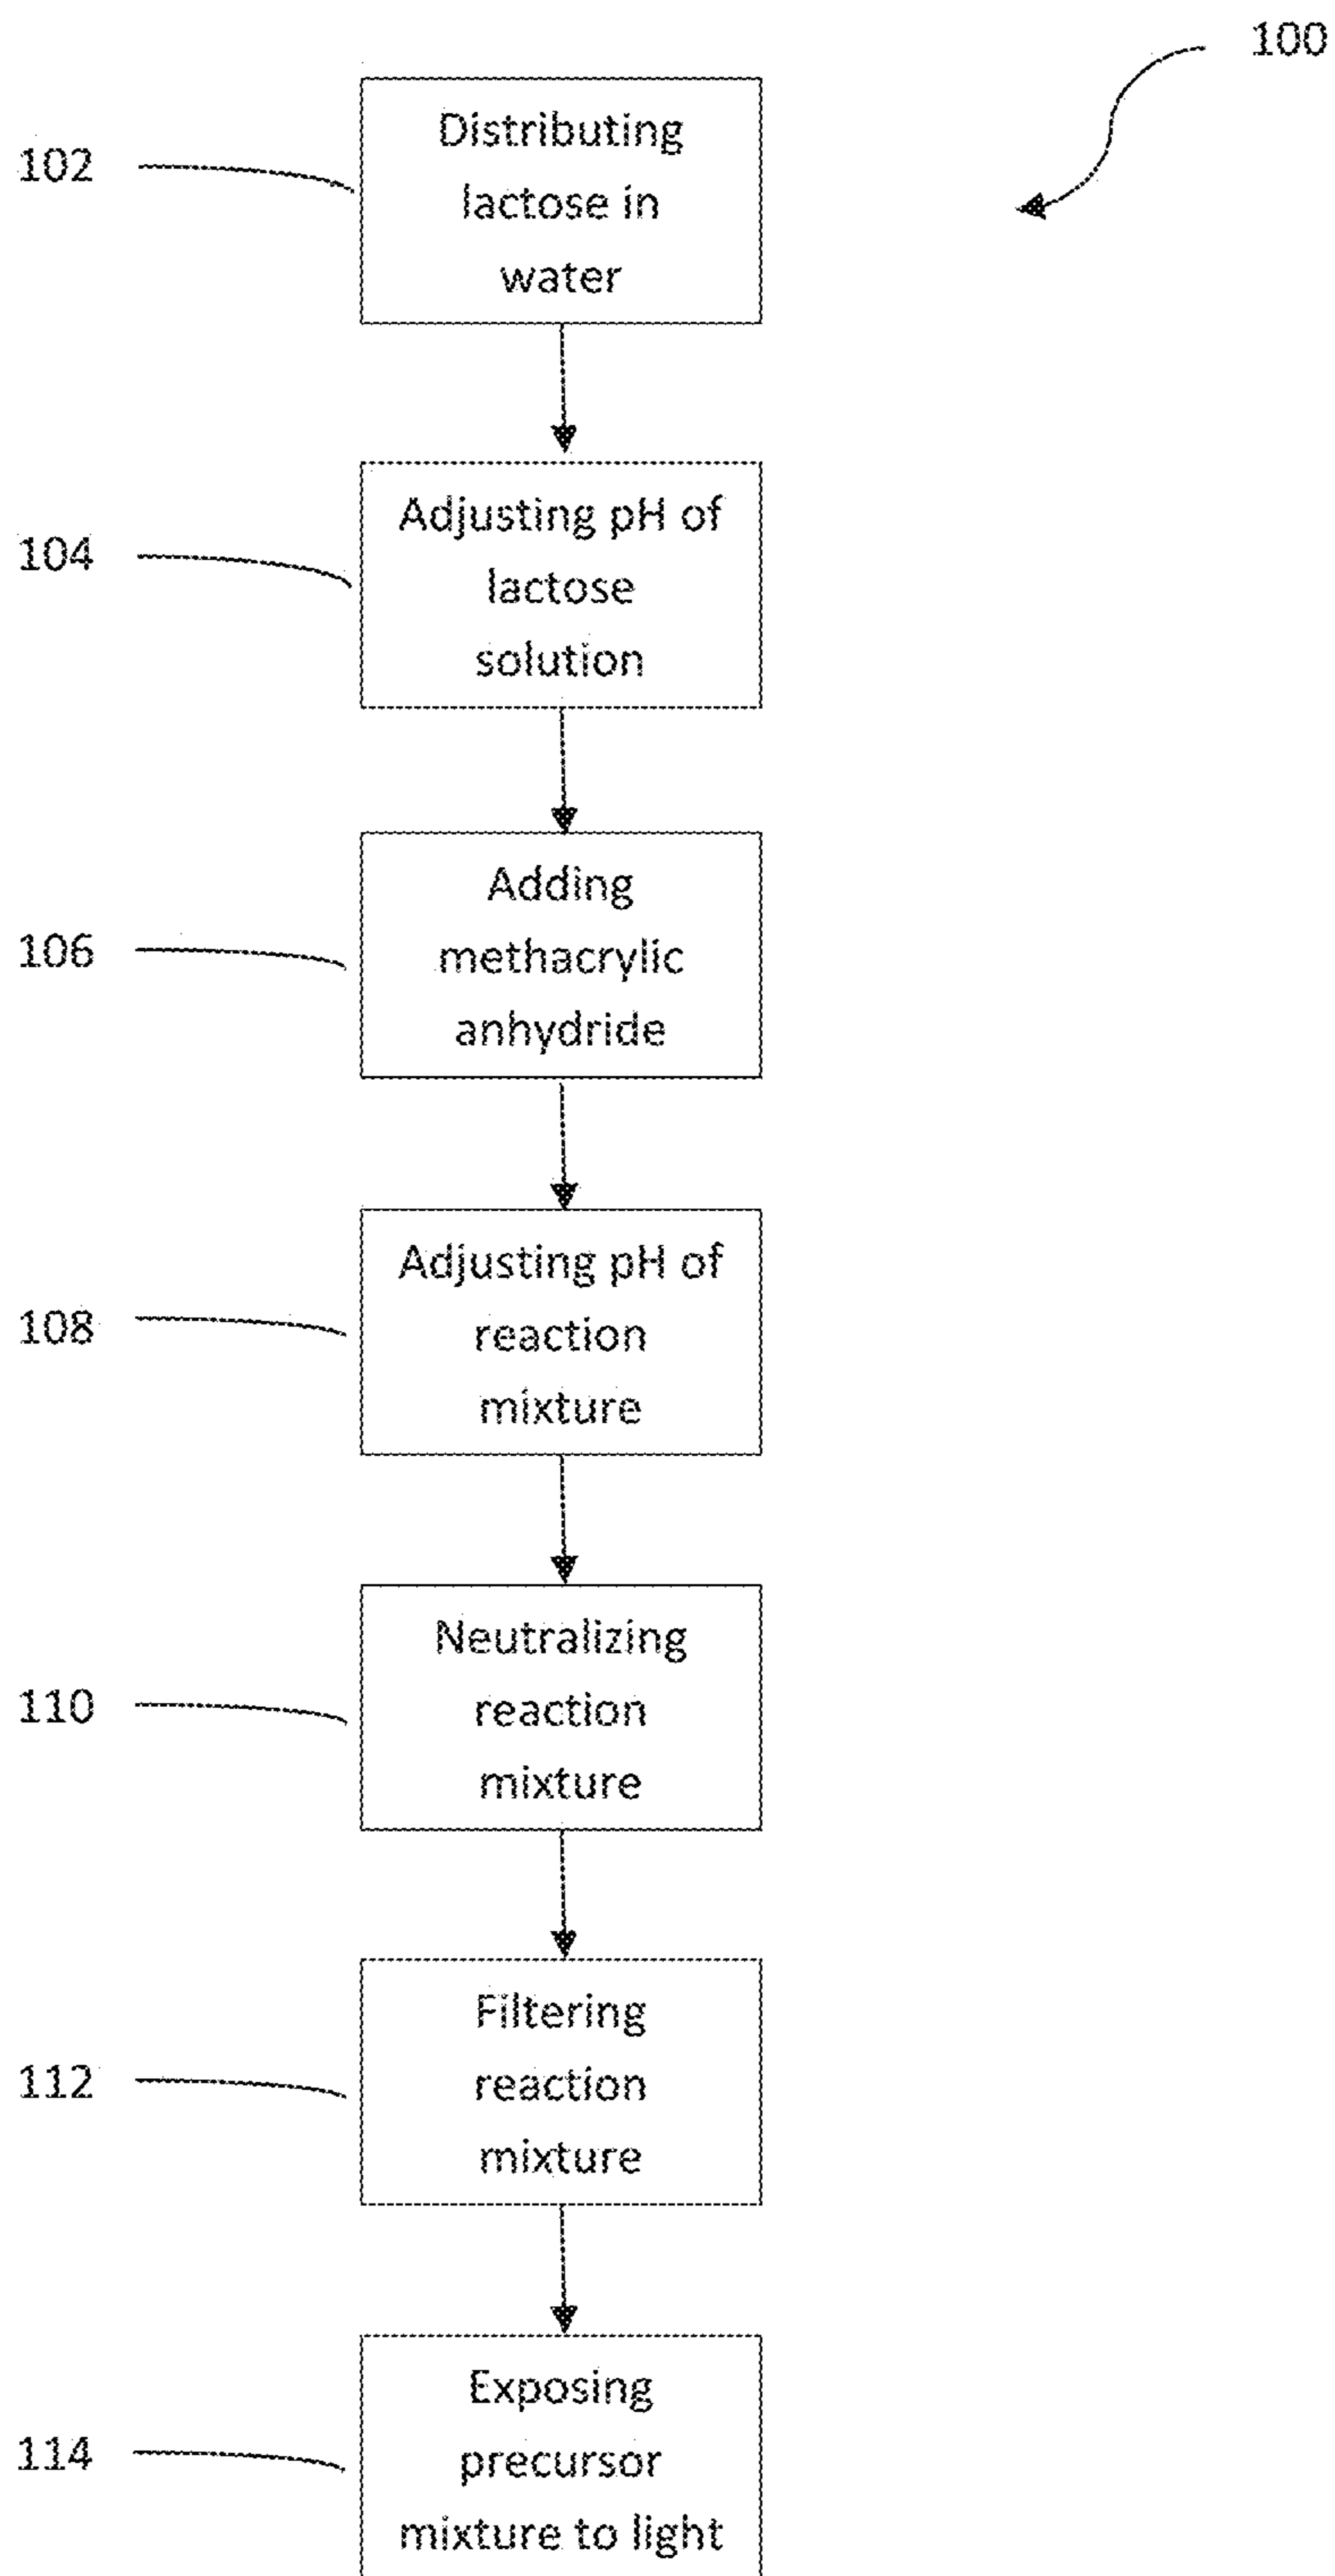 100
102
Distributing
lactose in
water
104
Adjusting pH of
lactose
solution
106
Adding
methacrylic
anhydride
108
Adjusting pH of
reaction
mixture
110
Neutralizing
reaction
mixture
112
Filtering
reaction
mixture
114
Exposing
precursor
mixture to light